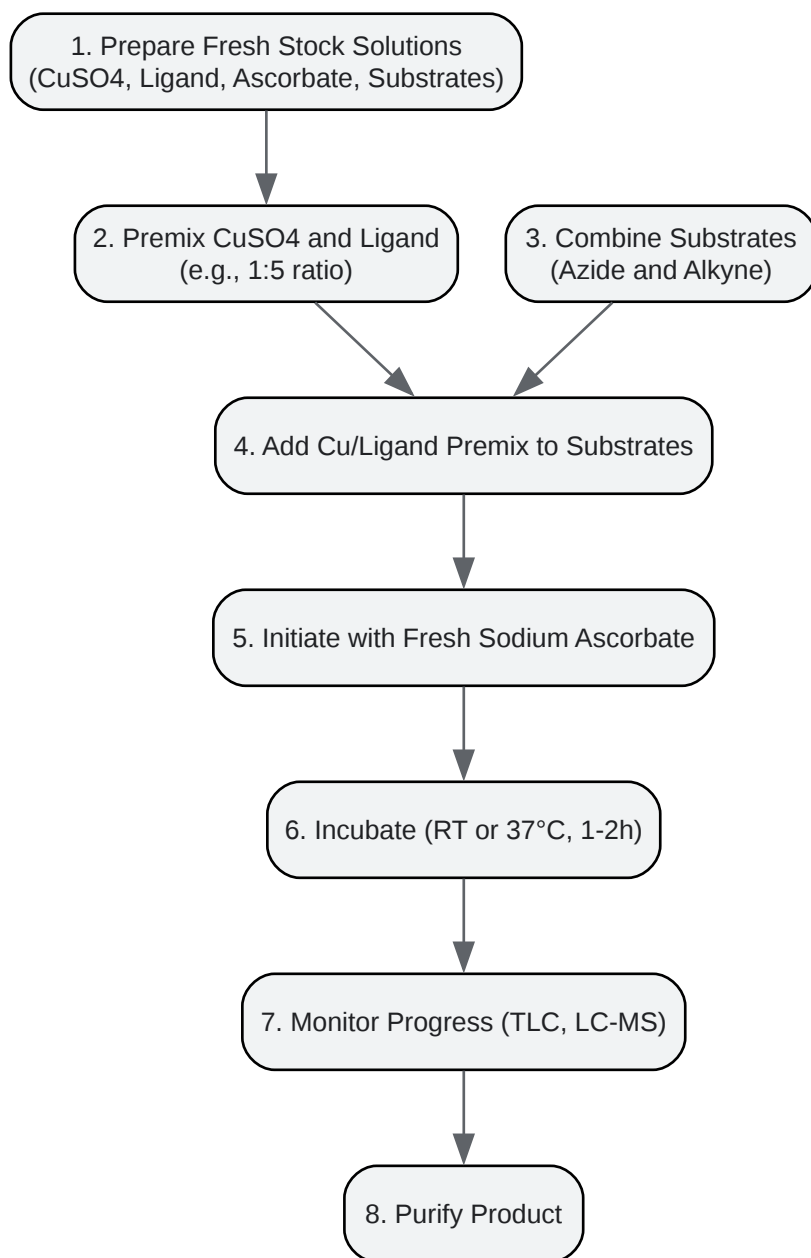 1. Prepare Fresh Stock Solutions
(CuSO4, Ligand, Ascorbate, Substrates)
2. Premix CuSO4 and Ligand
(e.g., 1:5 ratio)
3. Combine Substrates
(Azide and Alkyne)
4. Add Cu/Ligand Premix to Substrates
5. Initiate with Fresh Sodium Ascorbate
6. Incubate (RT or 37°C, 1-2h)
7. Monitor Progress (TLC, LC-MS)
8. Purify Product